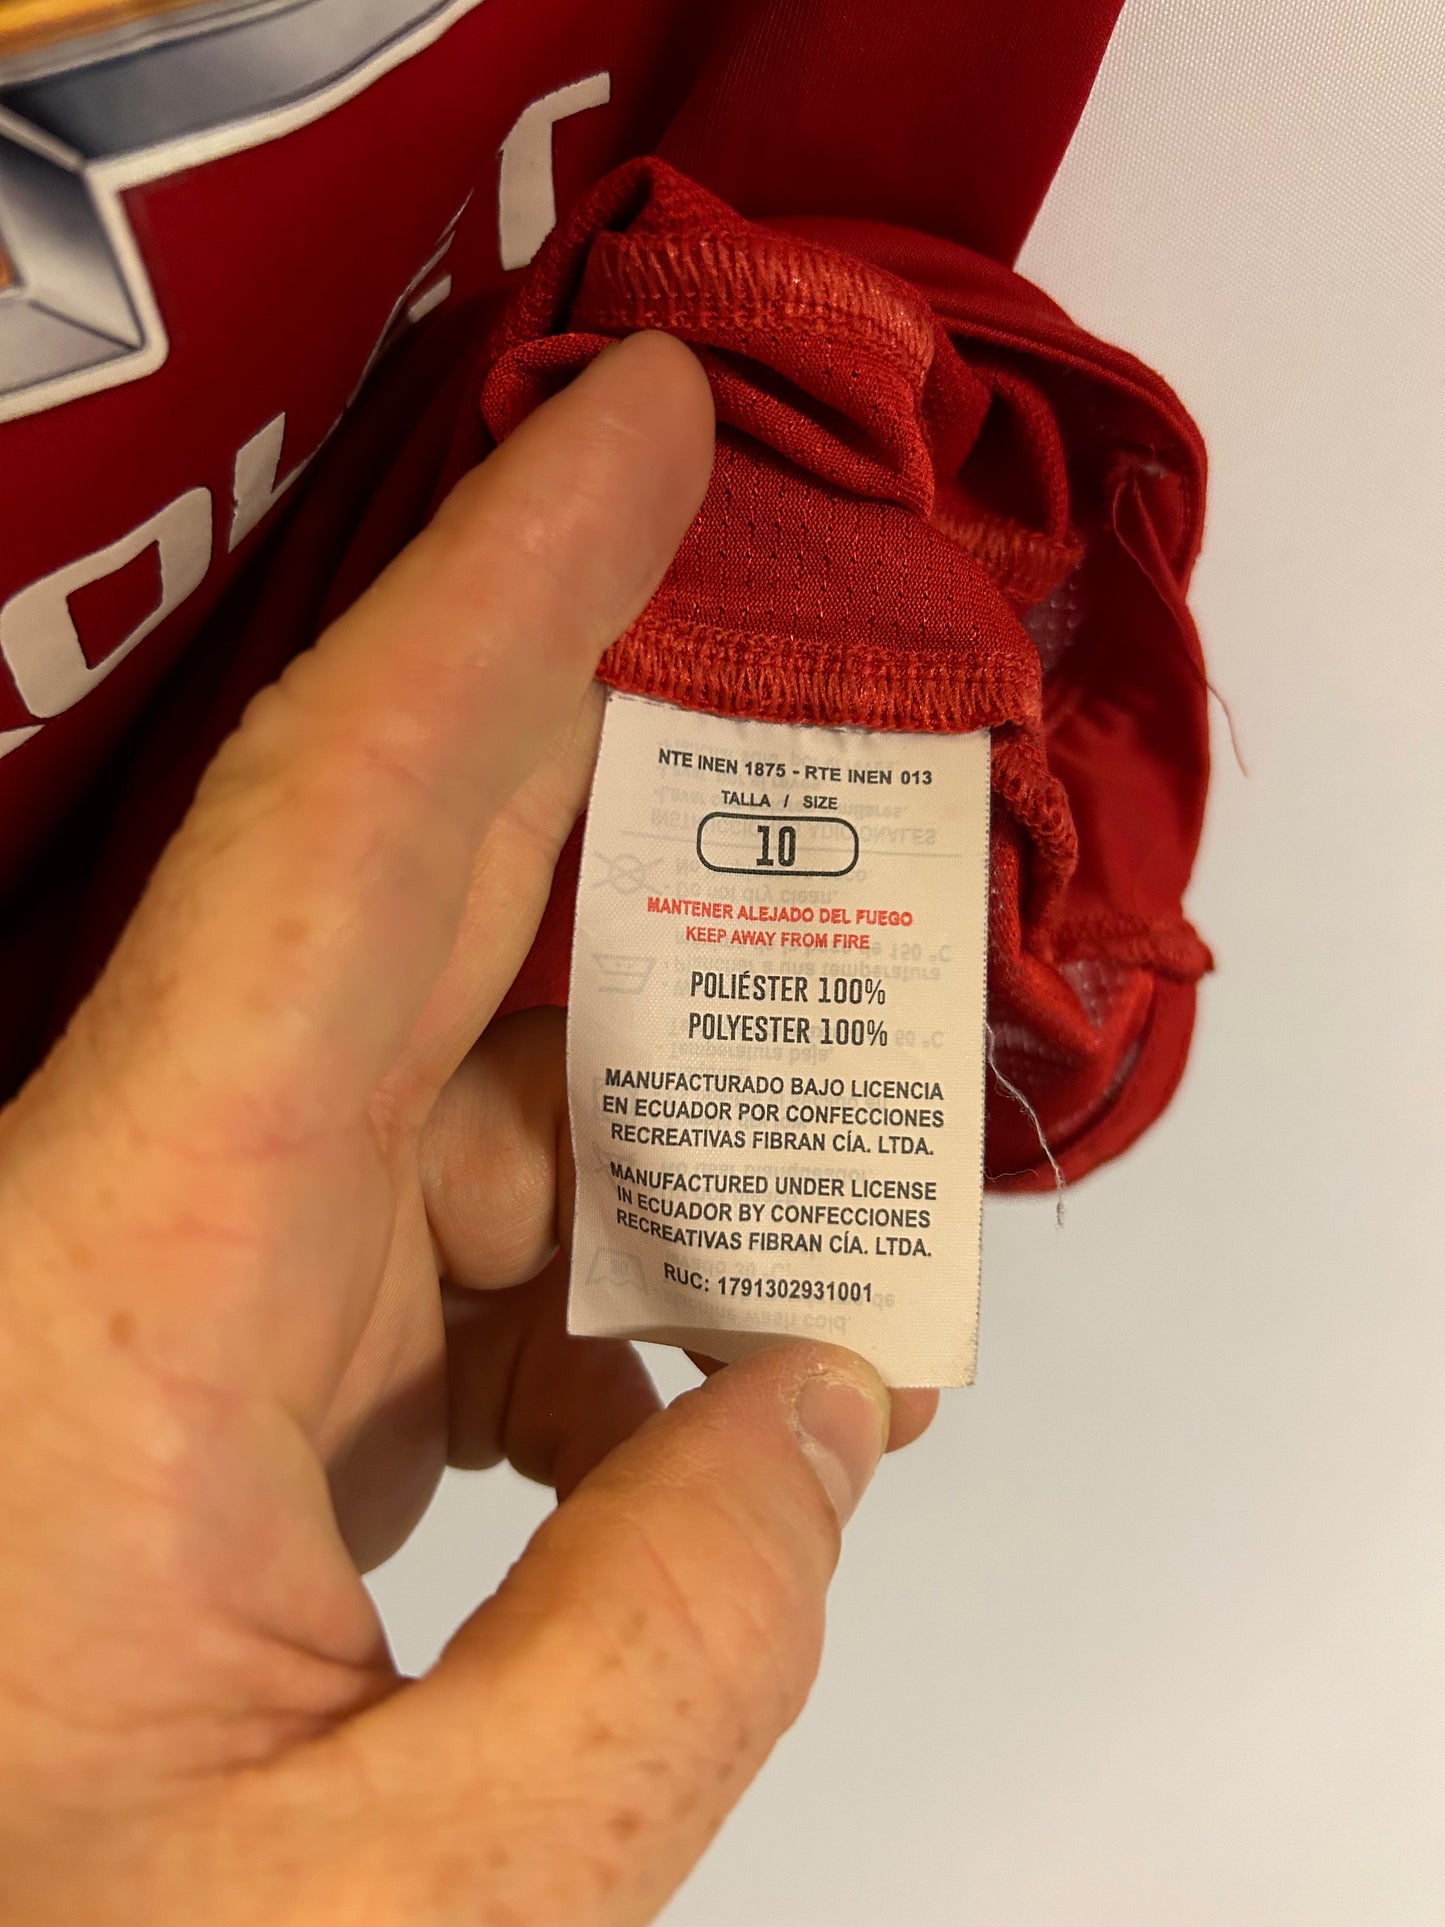 OLET
NTE INEN 1875 - RTE INEN 013
TALLA / SIZE
10
MANTENER ALEJADO DEL FUEGO
KEEP AWAY FROM FIRE
POLIÉSTER 100%
POLYESTER 100%
MANUFACTURADO BAJO LICENCIA
EN ECUADOR POR CONFECCIONES
RECREATIVAS FIBRAN CÍA. LTDA.
MANUFACTURED UNDER LICENSE
IN ECUADOR BY CONFECCIONES
RECREATIVAS FIBRAN CÍA. LTDA.
RUC: 1791302931001